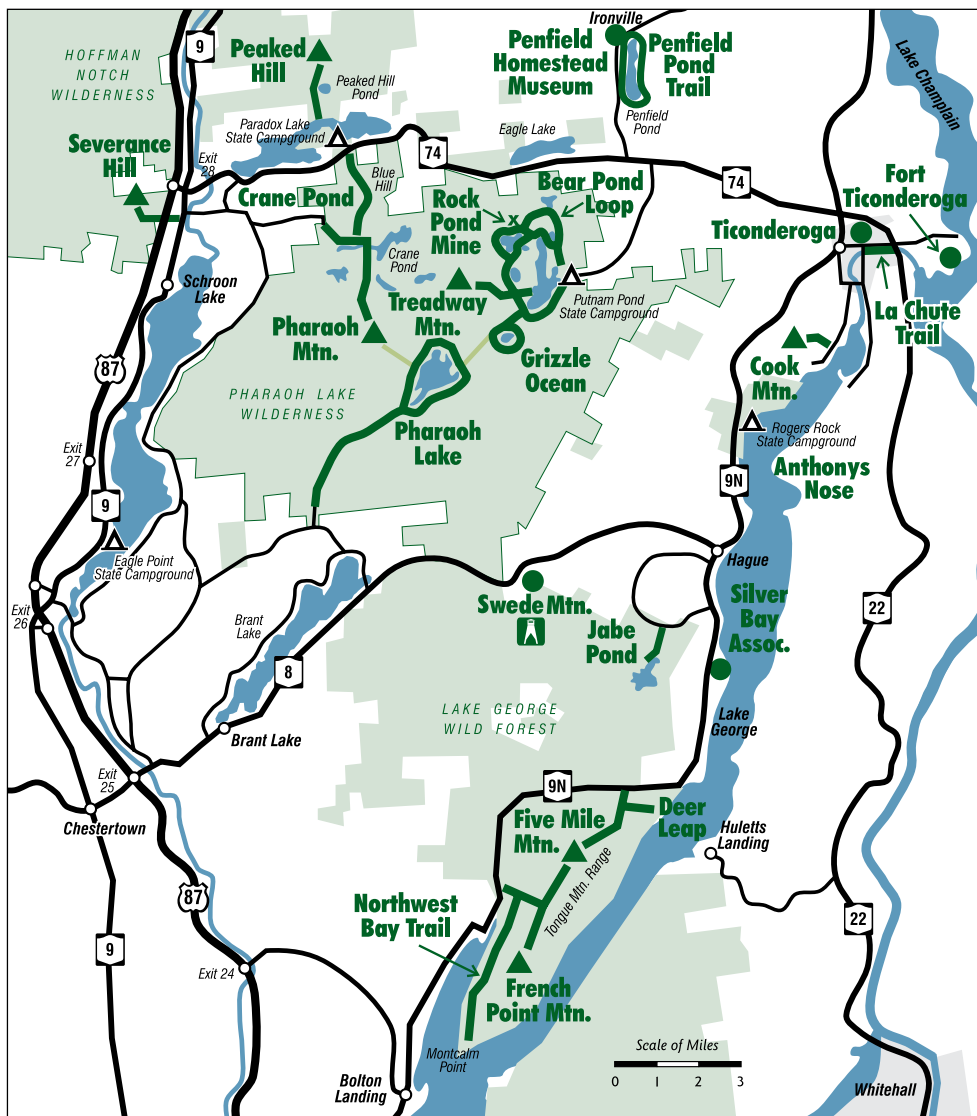 Ironville
9
HOFFMAN
NOTCH
WILDERNESS
Peaked
Hill
Penfield
Homestead
Museum
Penfield
Pond
Trail
Lake Champlain
Peaked Hill
Pond
Penfield
Pond
Paradox Lake
State Campground
Eagle Lake
Severance
Hill
Exit
28
74
74
Blue
Hill
Crane Pond
Rock
Pond
Mine
x
Bear Pond
Loop
Fort
Ticonderoga
Ticonderoga
Crane
Pond
Schroon
Lake
Treadway
Mtn.
Putnam Pond
State Campground
La Chute
Trail
Pharaoh
Mtn.
Grizzle
Ocean
Cook
Mtn.
87
PHARAOH LAKE
WILDERNESS
Pharaoh
Lake
Rogers Rock
State Campground
Exit
27
Anthonys
Nose
9N
9
Eagle Point
State Campground
Hague
Exit
26
Swede Mtn.
Silver
Bay
Assoc.
22
Brant
Lake
Jabe
Pond
8
LAKE GEORGE
WILD FOREST
Lake
George
Brant Lake
Exit
25
9N
Chestertown
Five Mile
Mtn.
Deer
Leap
Huletts
Landing
Tongue Mtn. Range
87
Northwest
Bay Trail
22
9
Exit 24
French
Point Mtn.
Montcalm
Point
Scale of Miles
0 1 2 3
Bolton
Landing
Whitehall